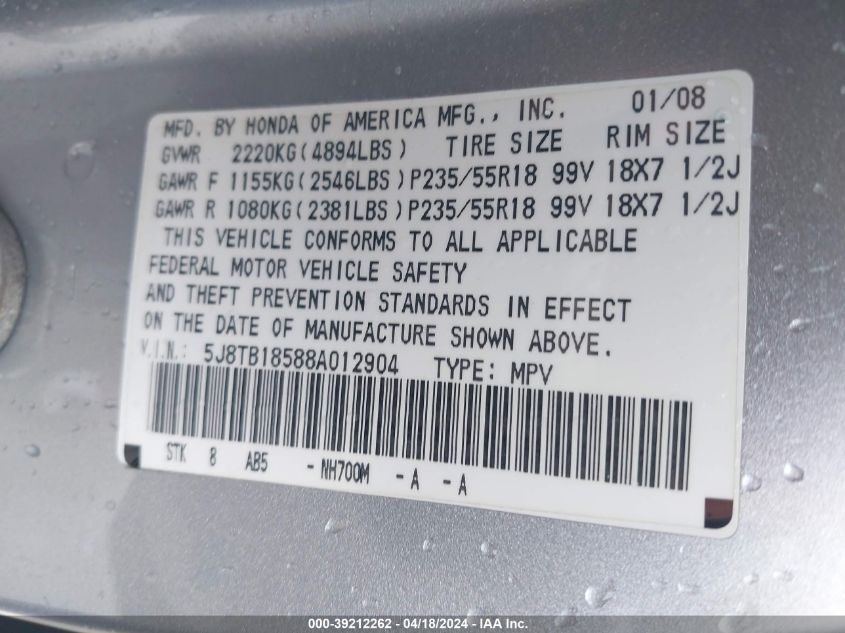 MFD. BY HONDA OF AMERICA MFG., INC. 01/08
GVWR 2220KG(4894LBS) TIRE SIZE RIM SIZE
GAWR F 1155KG(2546LBS)P235/55R18 99V 18X7 1/2J
GAWR R 1080KG(2381LBS)P235/55R18 99V 18X7 1/2J
THIS VEHICLE CONFORMS TO ALL APPLICABLE
FEDERAL MOTOR VEHICLE SAFETY
AND THEFT PREVENTION STANDARDS IN EFFECT
ON THE DATE OF MANUFACTURE SHOWN ABOVE.
V.I.N.: 5J8TB18588A012904 TYPE: MPV
STK 8 AB5 -NH700M -A -A
000-39212262 - 04/18/2024 - IAA Inc.